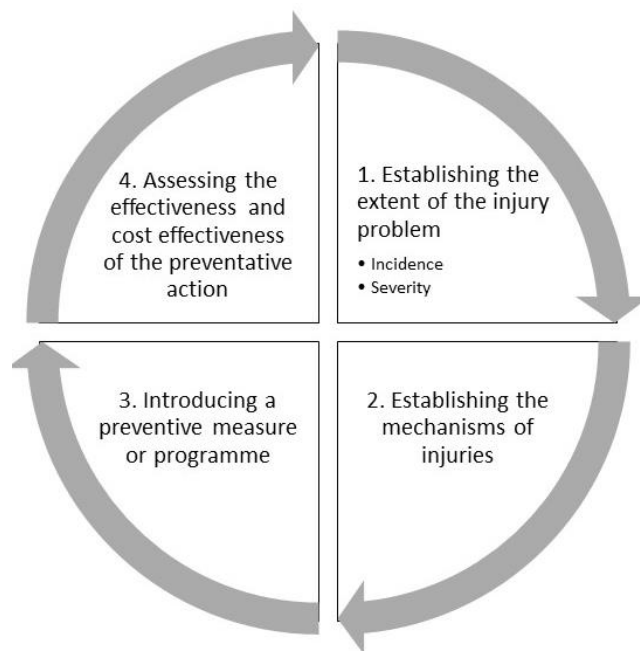 1. Establishing the
extent of the injury
problem
• Incidence
• Severity
2. Establishing the
mechanisms of
injuries
3. Introducing a
preventive measure
or programme
4. Assessing the
effectiveness and
cost effectiveness
of the preventative
action